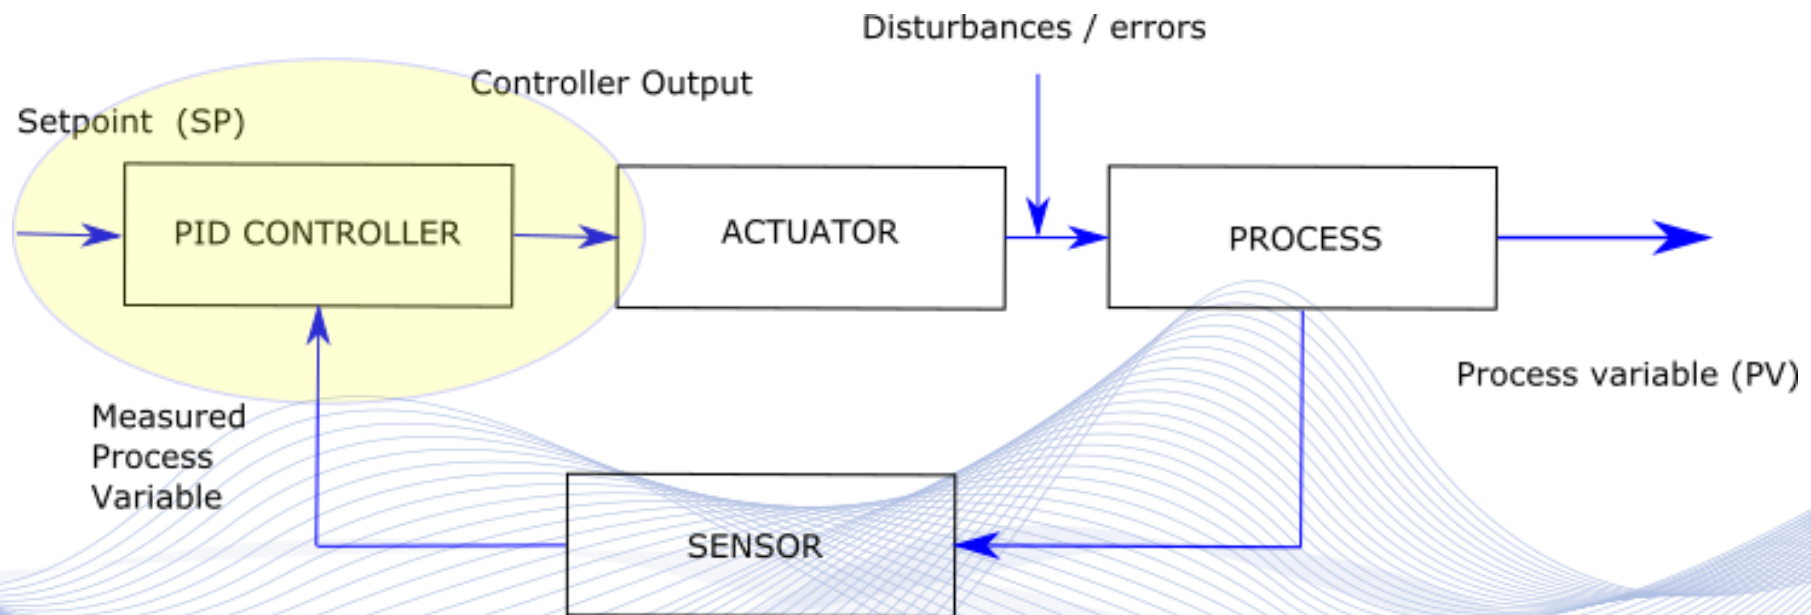 Disturbances / errors
Controller Output
Setpoint (SP)
PID CONTROLLER
ACTUATOR
PROCESS
Process variable (PV)
Measured
Process
Variable
SENSOR